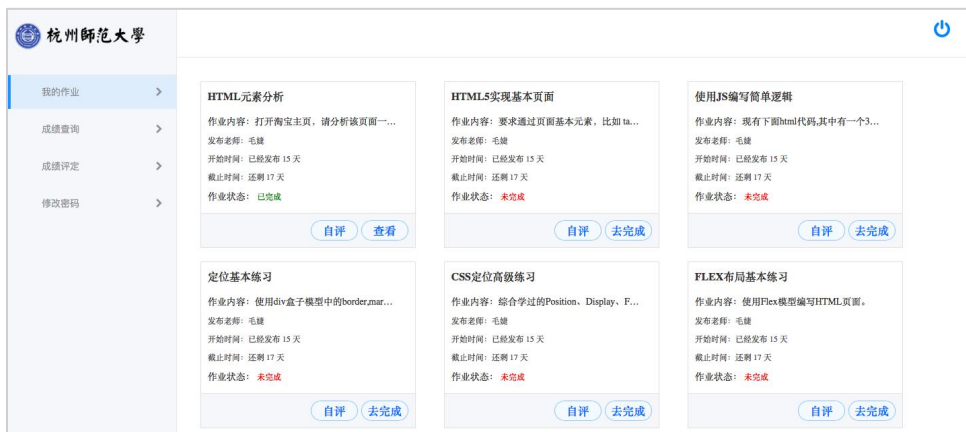 杭州师范大學
我的作业
成绩查询
成绩评定
修改密码
HTML元素分析
作业内容：打开淘宝主页，请分析该页面一…
发布老师：毛婕
开始时间：已经发布 15 天
截止时间：还剩 17 天
作业状态：已完成
自评 查看
HTML5实现基本页面
作业内容：要求通过页面基本元素，比如 ta…
发布老师：毛婕
开始时间：已经发布 15 天
截止时间：还剩 17 天
作业状态：未完成
自评 去完成
使用JS编写简单逻辑
作业内容：现有下面html代码,其中有一个3…
发布老师：毛婕
开始时间：已经发布 15 天
截止时间：还剩 17 天
作业状态：未完成
自评 去完成
定位基本练习
作业内容：使用div盒子模型中的border,mar…
发布老师：毛婕
开始时间：已经发布 15 天
截止时间：还剩 17 天
作业状态：未完成
自评 去完成
CSS定位高级练习
作业内容：综合学过的Position、Display、F…
发布老师：毛婕
开始时间：已经发布 15 天
截止时间：还剩 17 天
作业状态：未完成
自评 去完成
FLEX布局基本练习
作业内容：使用Flex模型编写HTML页面。
发布老师：毛婕
开始时间：已经发布 15 天
截止时间：还剩 17 天
作业状态：未完成
自评 去完成